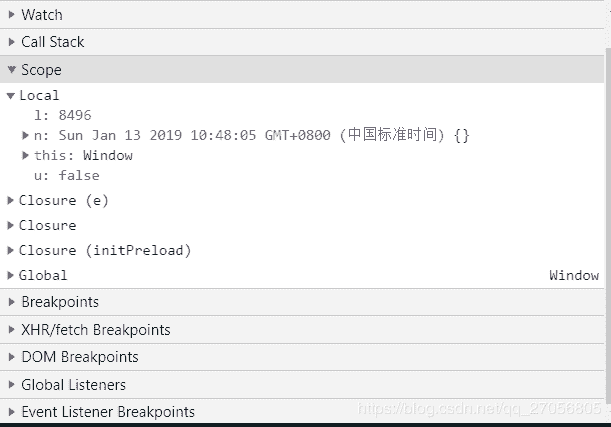 Watch
Call Stack
Scope
Local
l: 8496
n: Sun Jan 13 2019 10:48:05 GMT+0800 (中国标准时间) {}
this: Window
u: false
Closure (e)
Closure
Closure (initPreload)
Global Window
Breakpoints
XHR/fetch Breakpoints
DOM Breakpoints
Global Listeners
Event Listener Breakpoints
https://blog.csdn.net/qq_27056805